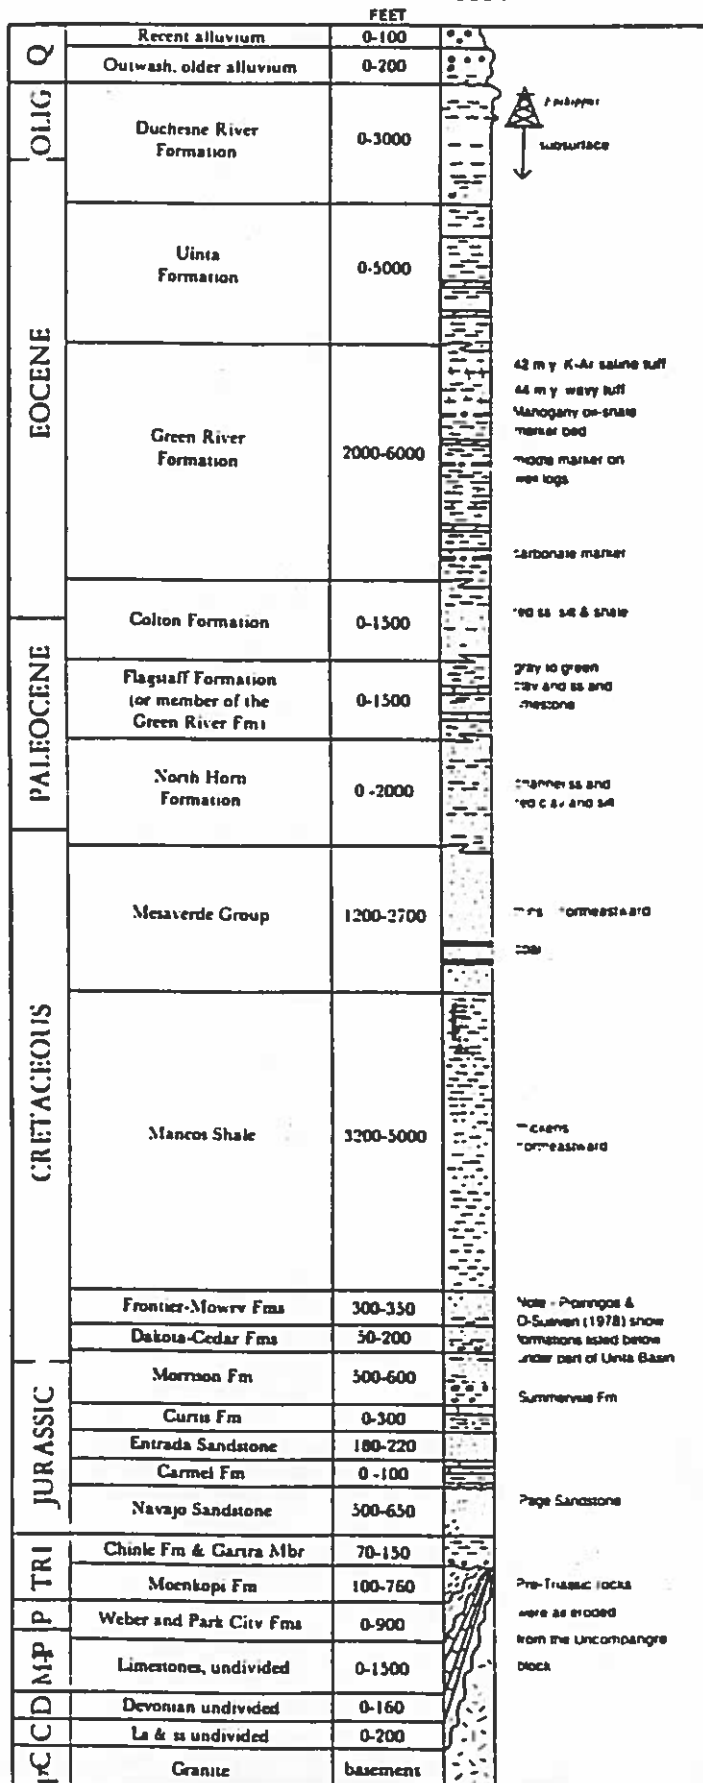 FEET
Q
Recent alluvium 0-100
Outwash, older alluvium 0-200
OLIG
Duchesne River
Formation
0-3000
subsurface
EOCENE
Uinta
Formation
0-5000
Green River
Formation
2000-6000
42 m y K-Ar saline tuff
44 m y wavy tuff
Mahogany oil-shale
marker bed
middle marker on
logs
carbonate marker
Colton Formation 0-1500
red ss silt & shale
PALEOCENE
Flagstaff Formation
(or member of the
Green River Fm)
0-1500
gray to green
clay and ss and
limestone
North Horn
Formation
0 -2000
channel ss and
red clay and silt
CRETACEOUS
Mesaverde Group 1200-2700
coal
Mancos Shale 3200-5000
thickens
Frontier-Mowry Fms 300-350
Dakota-Cedar Fms 50-200
Note - &
O-Sullivan (1978) show
formations listed below
under part of Uinta Basin
JURASSIC
Morrison Fm 500-600
Summerville Fm
Curtis Fm 0-300
Entrada Sandstone 180-220
Carmel Fm 0 -100
Navajo Sandstone 500-650
Page Sandstone
TRI
Chinle Fm & Gartra Mbr 70-150
Moenkopi Fm 100-760
Pre-Triassic rocks
were all eroded
from the Uncompahgre
block
P
Weber and Park City Fms 0-900
M-P
Limestones, undivided 0-1500
D
Devonian undivided 0-160
C
Ls & ss undivided 0-200
Granite basement